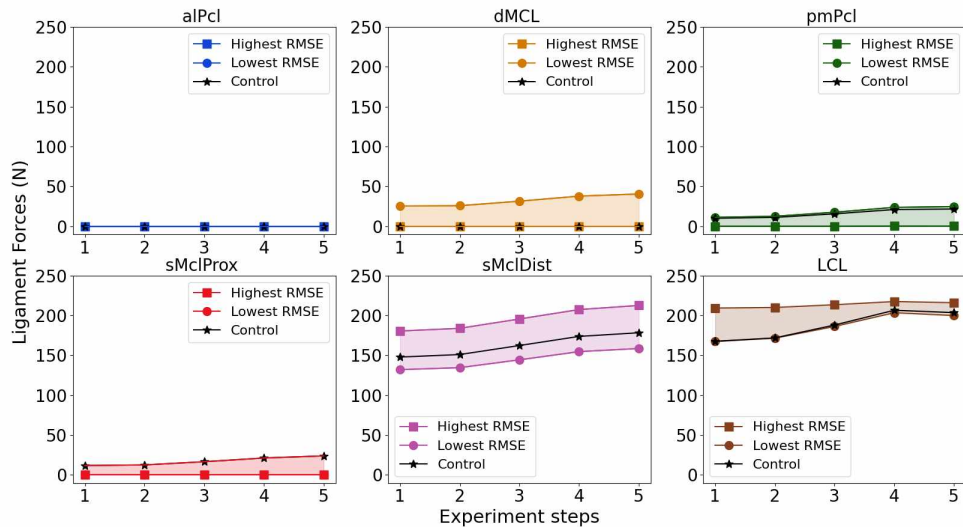 alPcl
dMCL
pmPcl
Ligament Forces (N)
250
200
150
100
50
0
1 2 3 4 5
Highest RMSE
Lowest RMSE
Control
250
200
150
100
50
0
1 2 3 4 5
Highest RMSE
Lowest RMSE
Control
250
200
150
100
50
0
1 2 3 4 5
Highest RMSE
Lowest RMSE
Control
sMclProx
sMclDist
LCL
250
200
150
100
50
0
1 2 3 4 5
Highest RMSE
Lowest RMSE
Control
250
200
150
100
50
0
1 2 3 4 5
Highest RMSE
Lowest RMSE
Control
250
200
150
100
50
0
1 2 3 4 5
Highest RMSE
Lowest RMSE
Control
Experiment steps